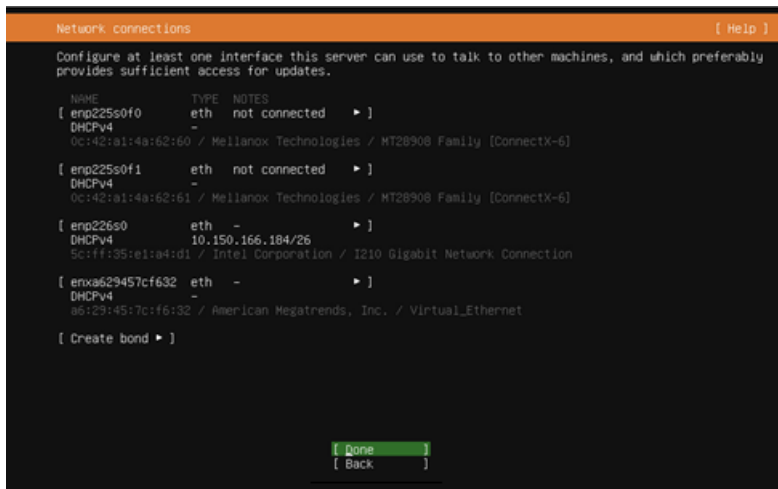 Network connections [ Help ]
Configure at least one interface this server can use to talk to other machines, and which preferably
provides sufficient access for updates.
NAME TYPE NOTES
[ enp225s0f0 eth not connected ▸ ]
DHCPv4 –
0c:42:a1:4a:62:60 / Mellanox Technologies / MT28908 Family [ConnectX-6]
[ enp225s0f1 eth not connected ▸ ]
DHCPv4 –
0c:42:a1:4a:62:61 / Mellanox Technologies / MT28908 Family [ConnectX-6]
[ enp226s0 eth – ▸ ]
DHCPv4 10.150.166.184/26
5c:ff:35:e1:a4:d1 / Intel Corporation / I210 Gigabit Network Connection
[ enxa629457cf632 eth – ▸ ]
DHCPv4 –
a6:29:45:7c:f6:32 / American Megatrends, Inc. / Virtual_Ethernet
[ Create bond ▸ ]
[ Done ]
[ Back ]